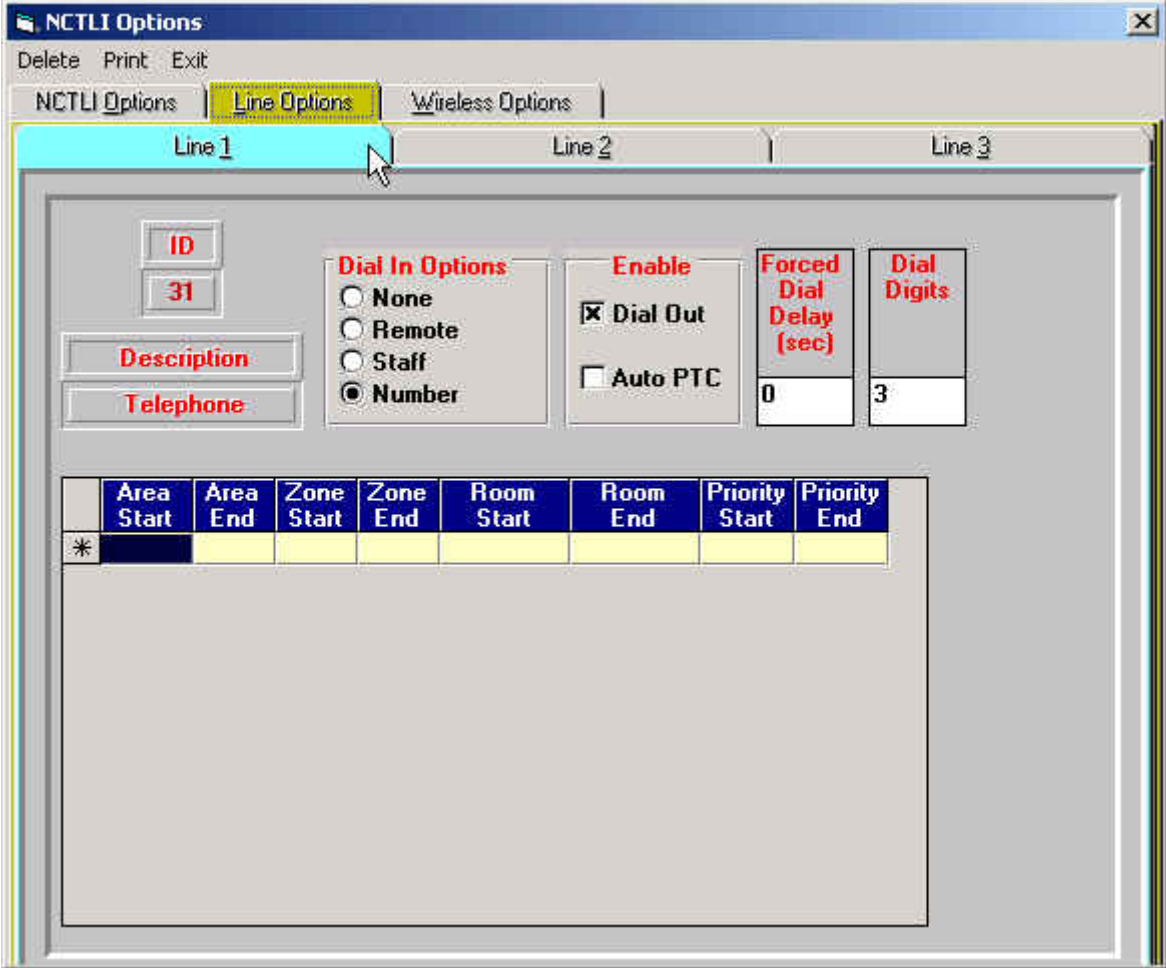 NCTLI Options
Delete Print Exit
NCTLI Options Line Options Wireless Options
Line 1 Line 2 Line 3
ID
31
Description
Telephone
Dial In Options
None
Remote
Staff
Number
Enable
Dial Out
Auto PTC
Forced
Dial
Delay
(sec)
0
Dial
Digits
3
Area Start Area End Zone Start Zone End Room Start Room End Priority Start Priority End